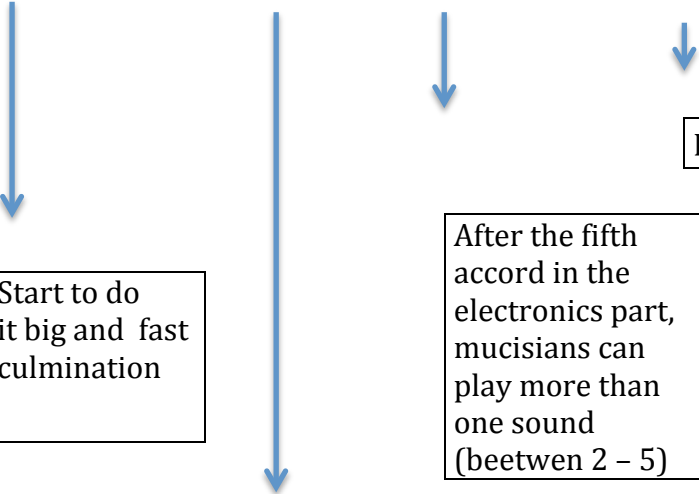 Start to do
it big and  fast
culmination
After the fifth
accord in the
electronics part,
mucisians can
play more than
one sound
(beetwen 2 – 5)